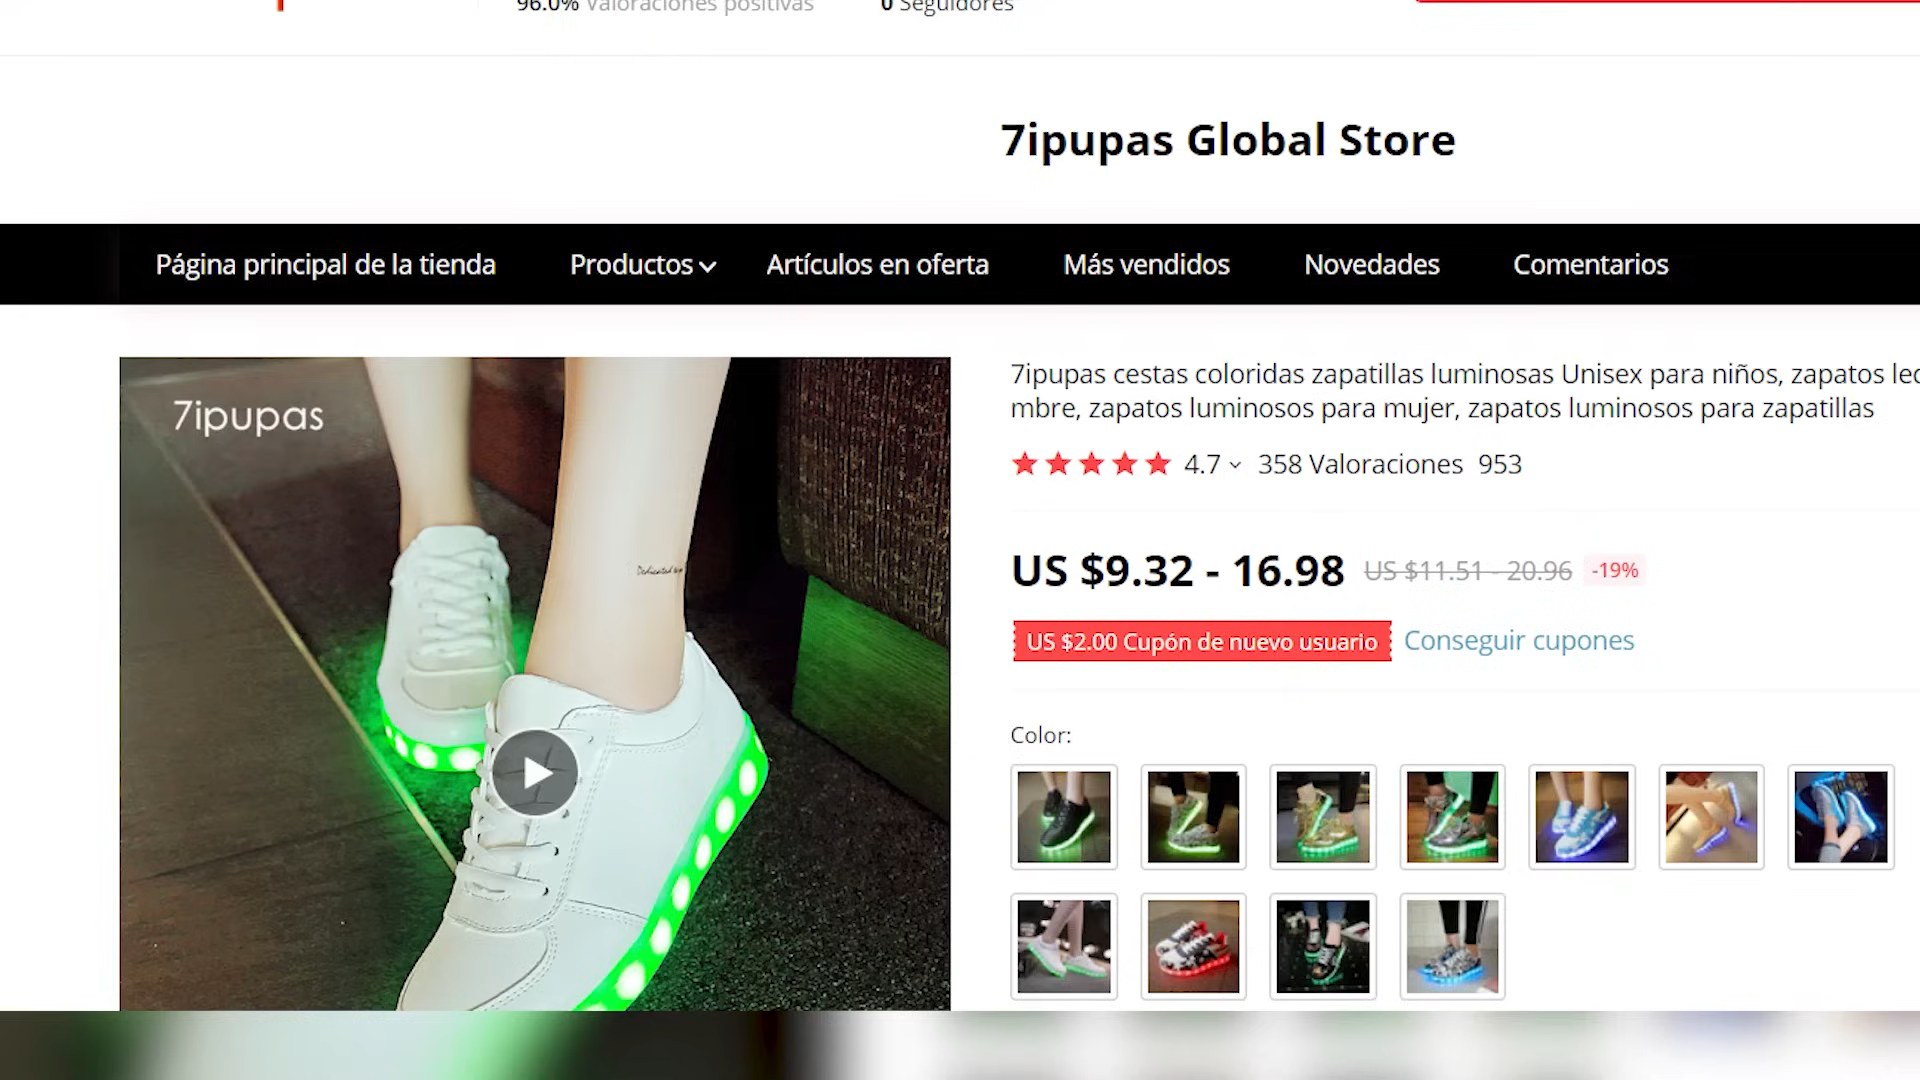 96.0% Valoraciones positivas 0 Seguidores
7ipupas Global Store
Página principal de la tienda Productos Artículos en oferta Más vendidos Novedades Comentarios
7ipupas
7ipupas cestas coloridas zapatillas luminosas Unisex para niños, zapatos led
mbre, zapatos luminosos para mujer, zapatos luminosos para zapatillas
4.7 358 Valoraciones 953
US $9.32 - 16.98 US $11.51 - 20.96 -19%
US $2.00 Cupón de nuevo usuario Conseguir cupones
Color:
Dedicated